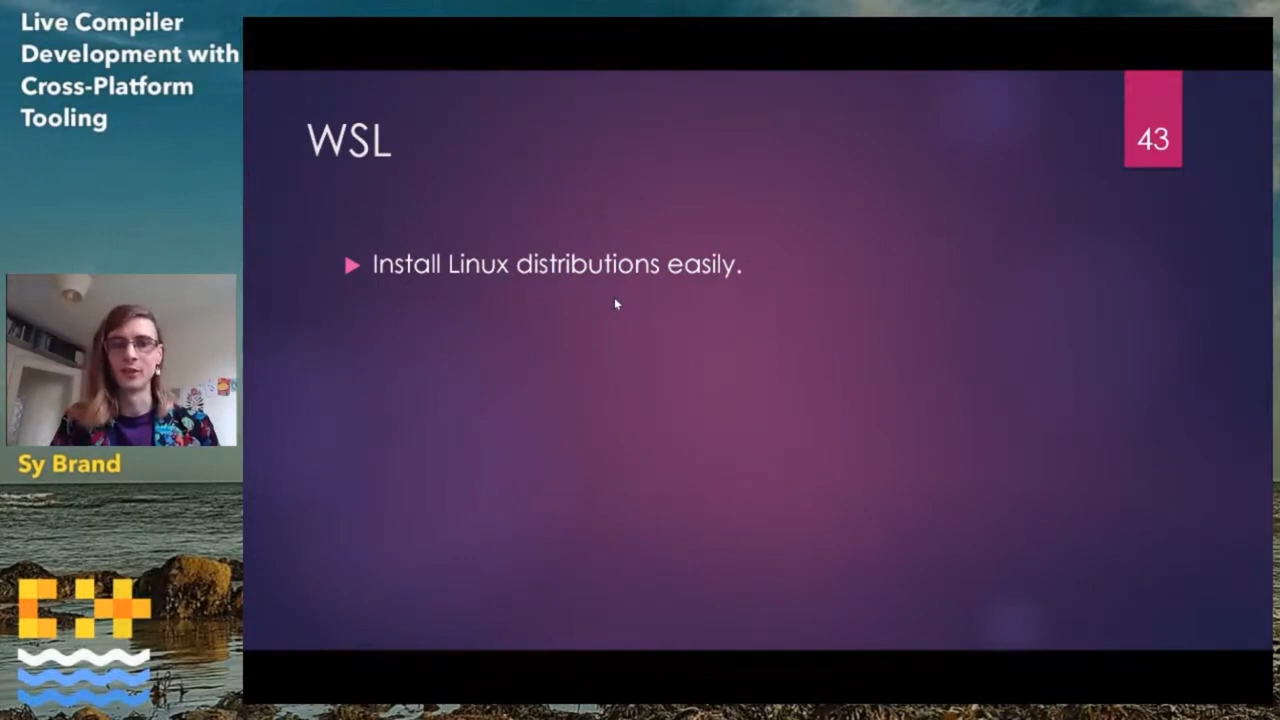 Live Compiler
Development with
Cross-Platform
Tooling
WSL
43
Install Linux distributions easily.
Sy Brand
C++